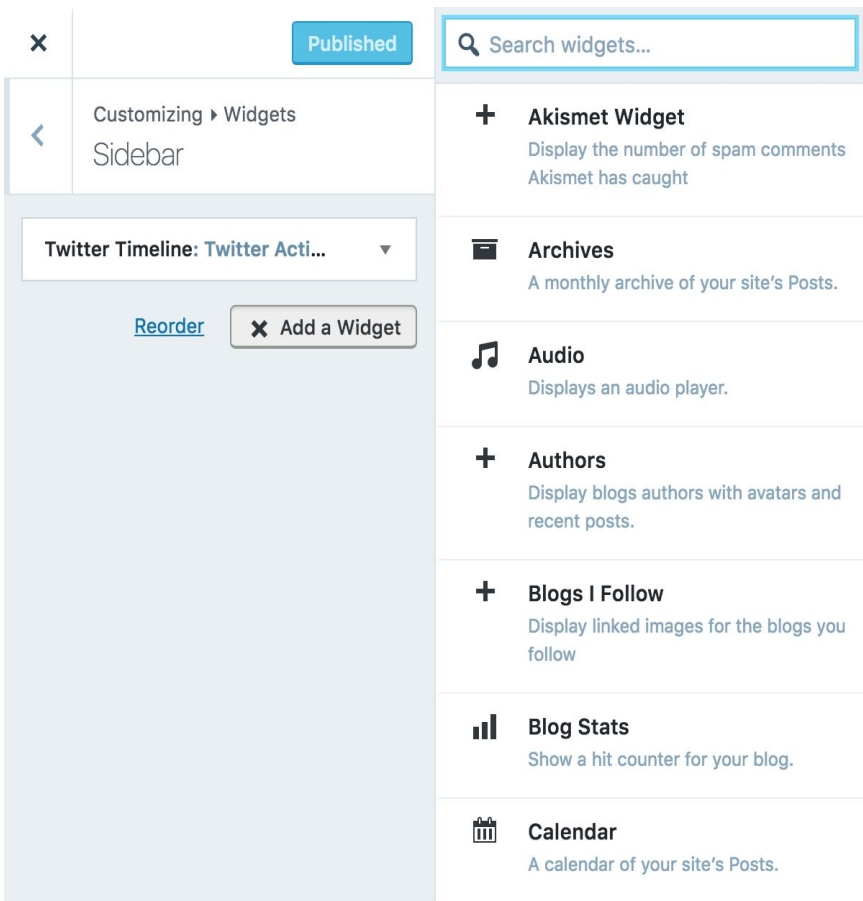 Published
Customizing ▸ Widgets
Sidebar
Twitter Timeline: Twitter Acti...
Reorder
Add a Widget
Search widgets...
Akismet Widget
Display the number of spam comments
Akismet has caught
Archives
A monthly archive of your site’s Posts.
Audio
Displays an audio player.
Authors
Display blogs authors with avatars and
recent posts.
Blogs I Follow
Display linked images for the blogs you
follow
Blog Stats
Show a hit counter for your blog.
Calendar
A calendar of your site’s Posts.